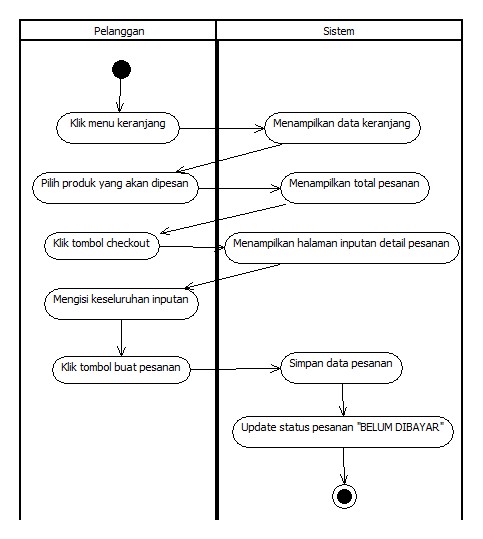 Pelanggan
Sistem
Klik menu keranjang
Menampilkan data keranjang
Pilih produk yang akan dipesan
Menampilkan total pesanan
Klik tombol checkout
Menampilkan halaman inputan detail pesanan
Mengisi keseluruhan inputan
Klik tombol buat pesanan
Simpan data pesanan
Update status pesanan "BELUM DIBAYAR"